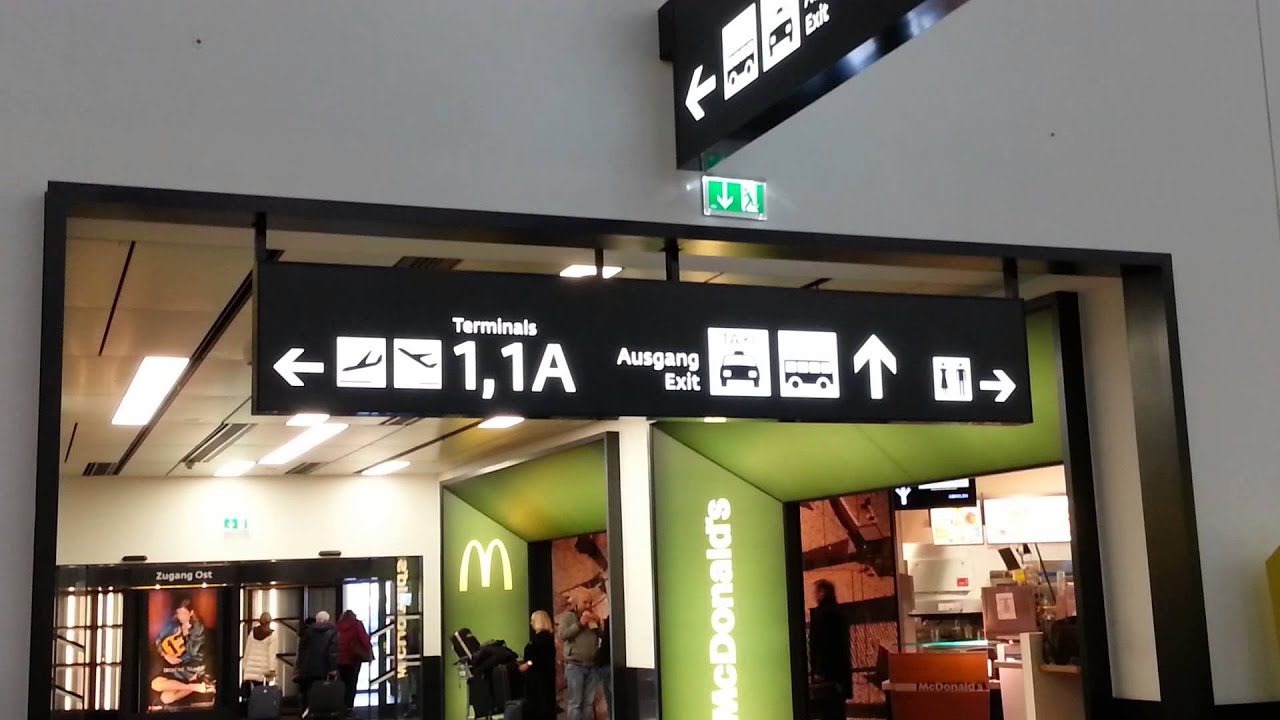 Exit
Terminals
1,1A
Ausgang
Exit
TAXI
Zugang Ost
McDonald's
McDonald's